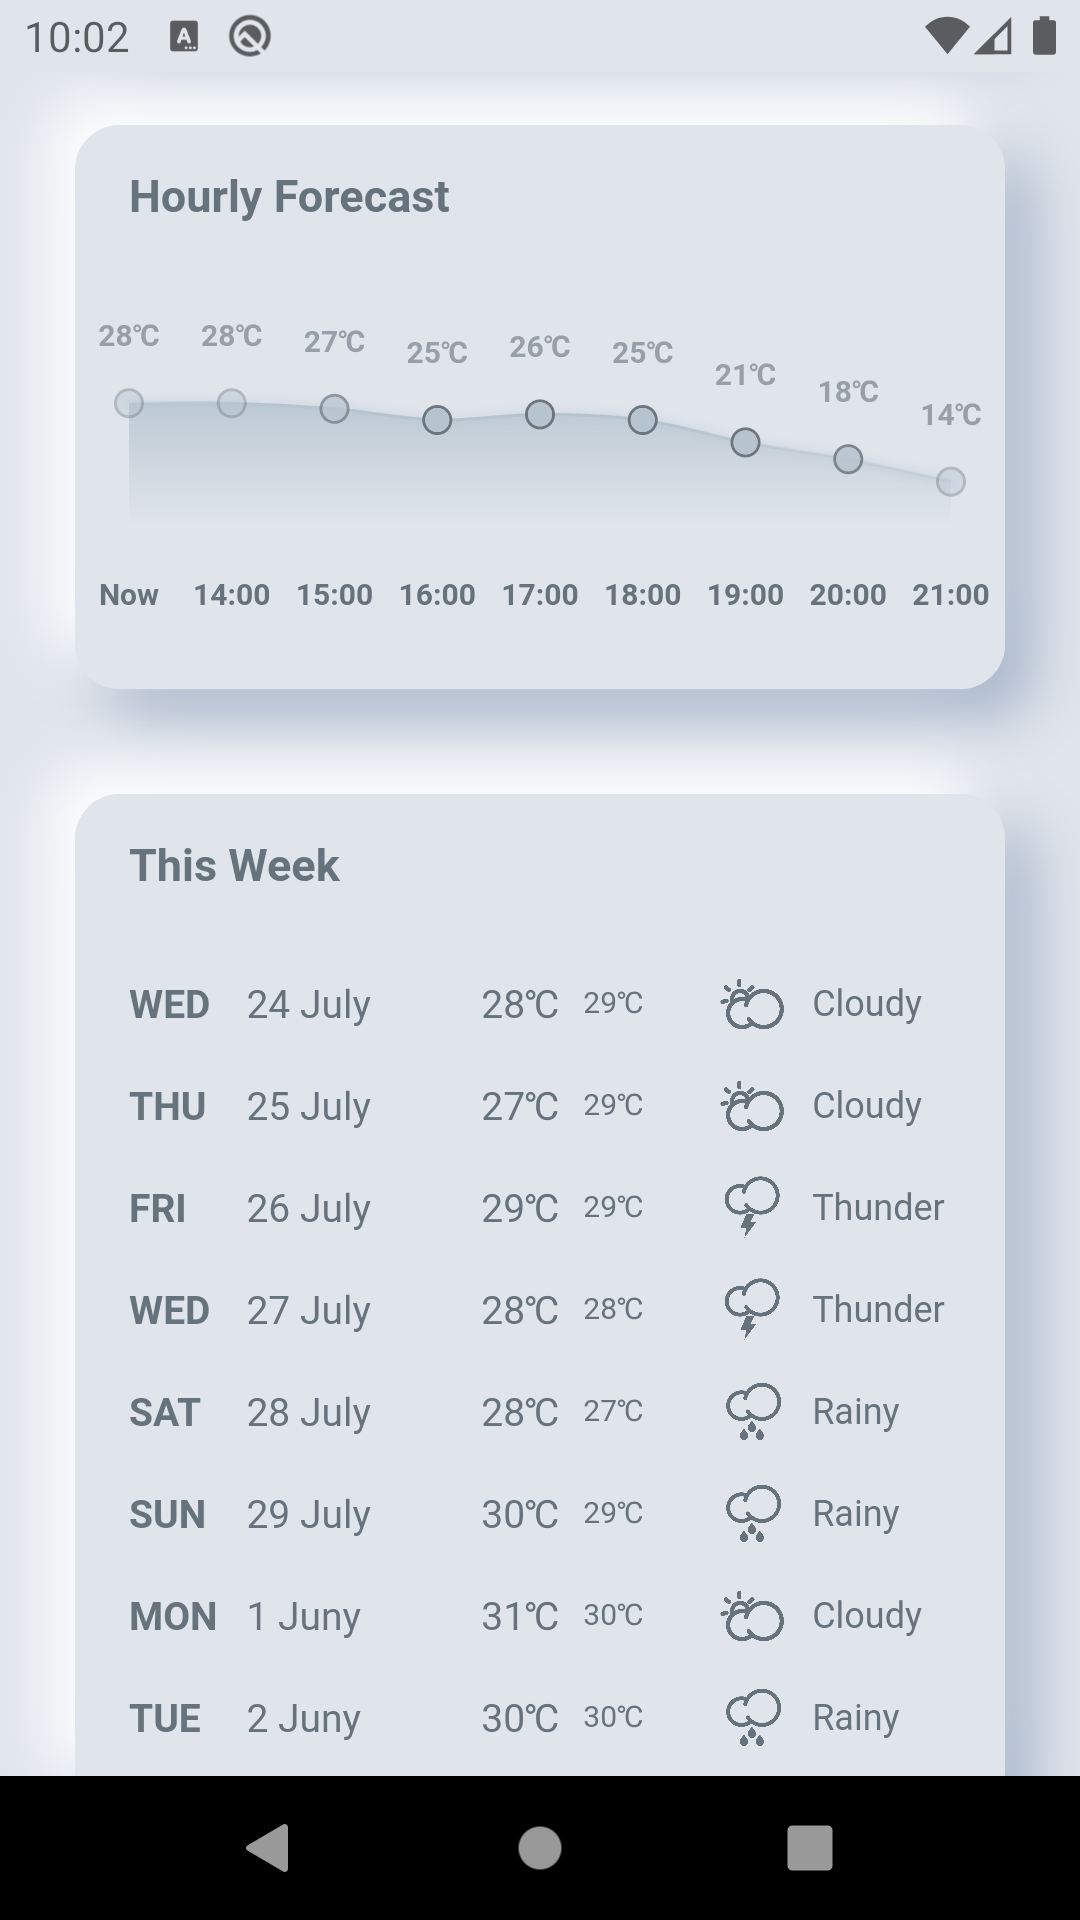 10:02
Hourly Forecast
28℃ 28℃ 27℃ 25℃ 26℃ 25℃ 21℃ 18℃ 14℃
Now 14:00 15:00 16:00 17:00 18:00 19:00 20:00 21:00
This Week
WED 24 July 28℃ 29℃ Cloudy
THU 25 July 27℃ 29℃ Cloudy
FRI 26 July 29℃ 29℃ Thunder
WED 27 July 28℃ 28℃ Thunder
SAT 28 July 28℃ 27℃ Rainy
SUN 29 July 30℃ 29℃ Rainy
MON 1 Juny 31℃ 30℃ Cloudy
TUE 2 Juny 30℃ 30℃ Rainy